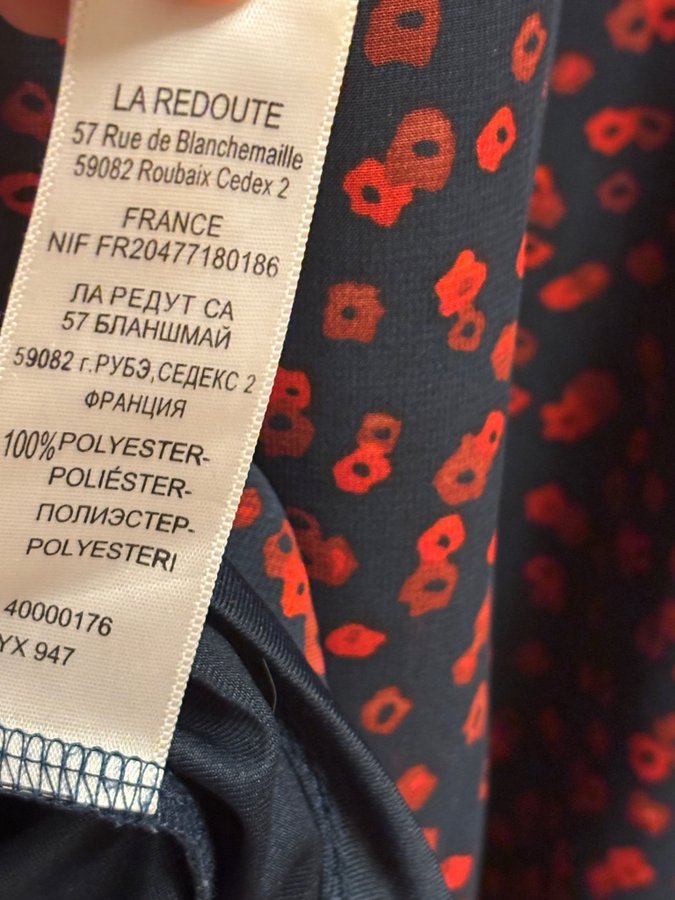 LA REDOUTE
57 Rue de Blanchemaille
59082 Roubaix Cedex 2
FRANCE
NIF FR20477180186
ЛА РЕДУТ СА
57 БЛАНШМАЙ
59082 г.РУБЭ,СЕДЕКС 2
ФРАНЦИЯ
100%POLYESTER-
POLIÉSTER-
ПОЛИЭСТЕР-
POLYESTERI
40000176
YX 947